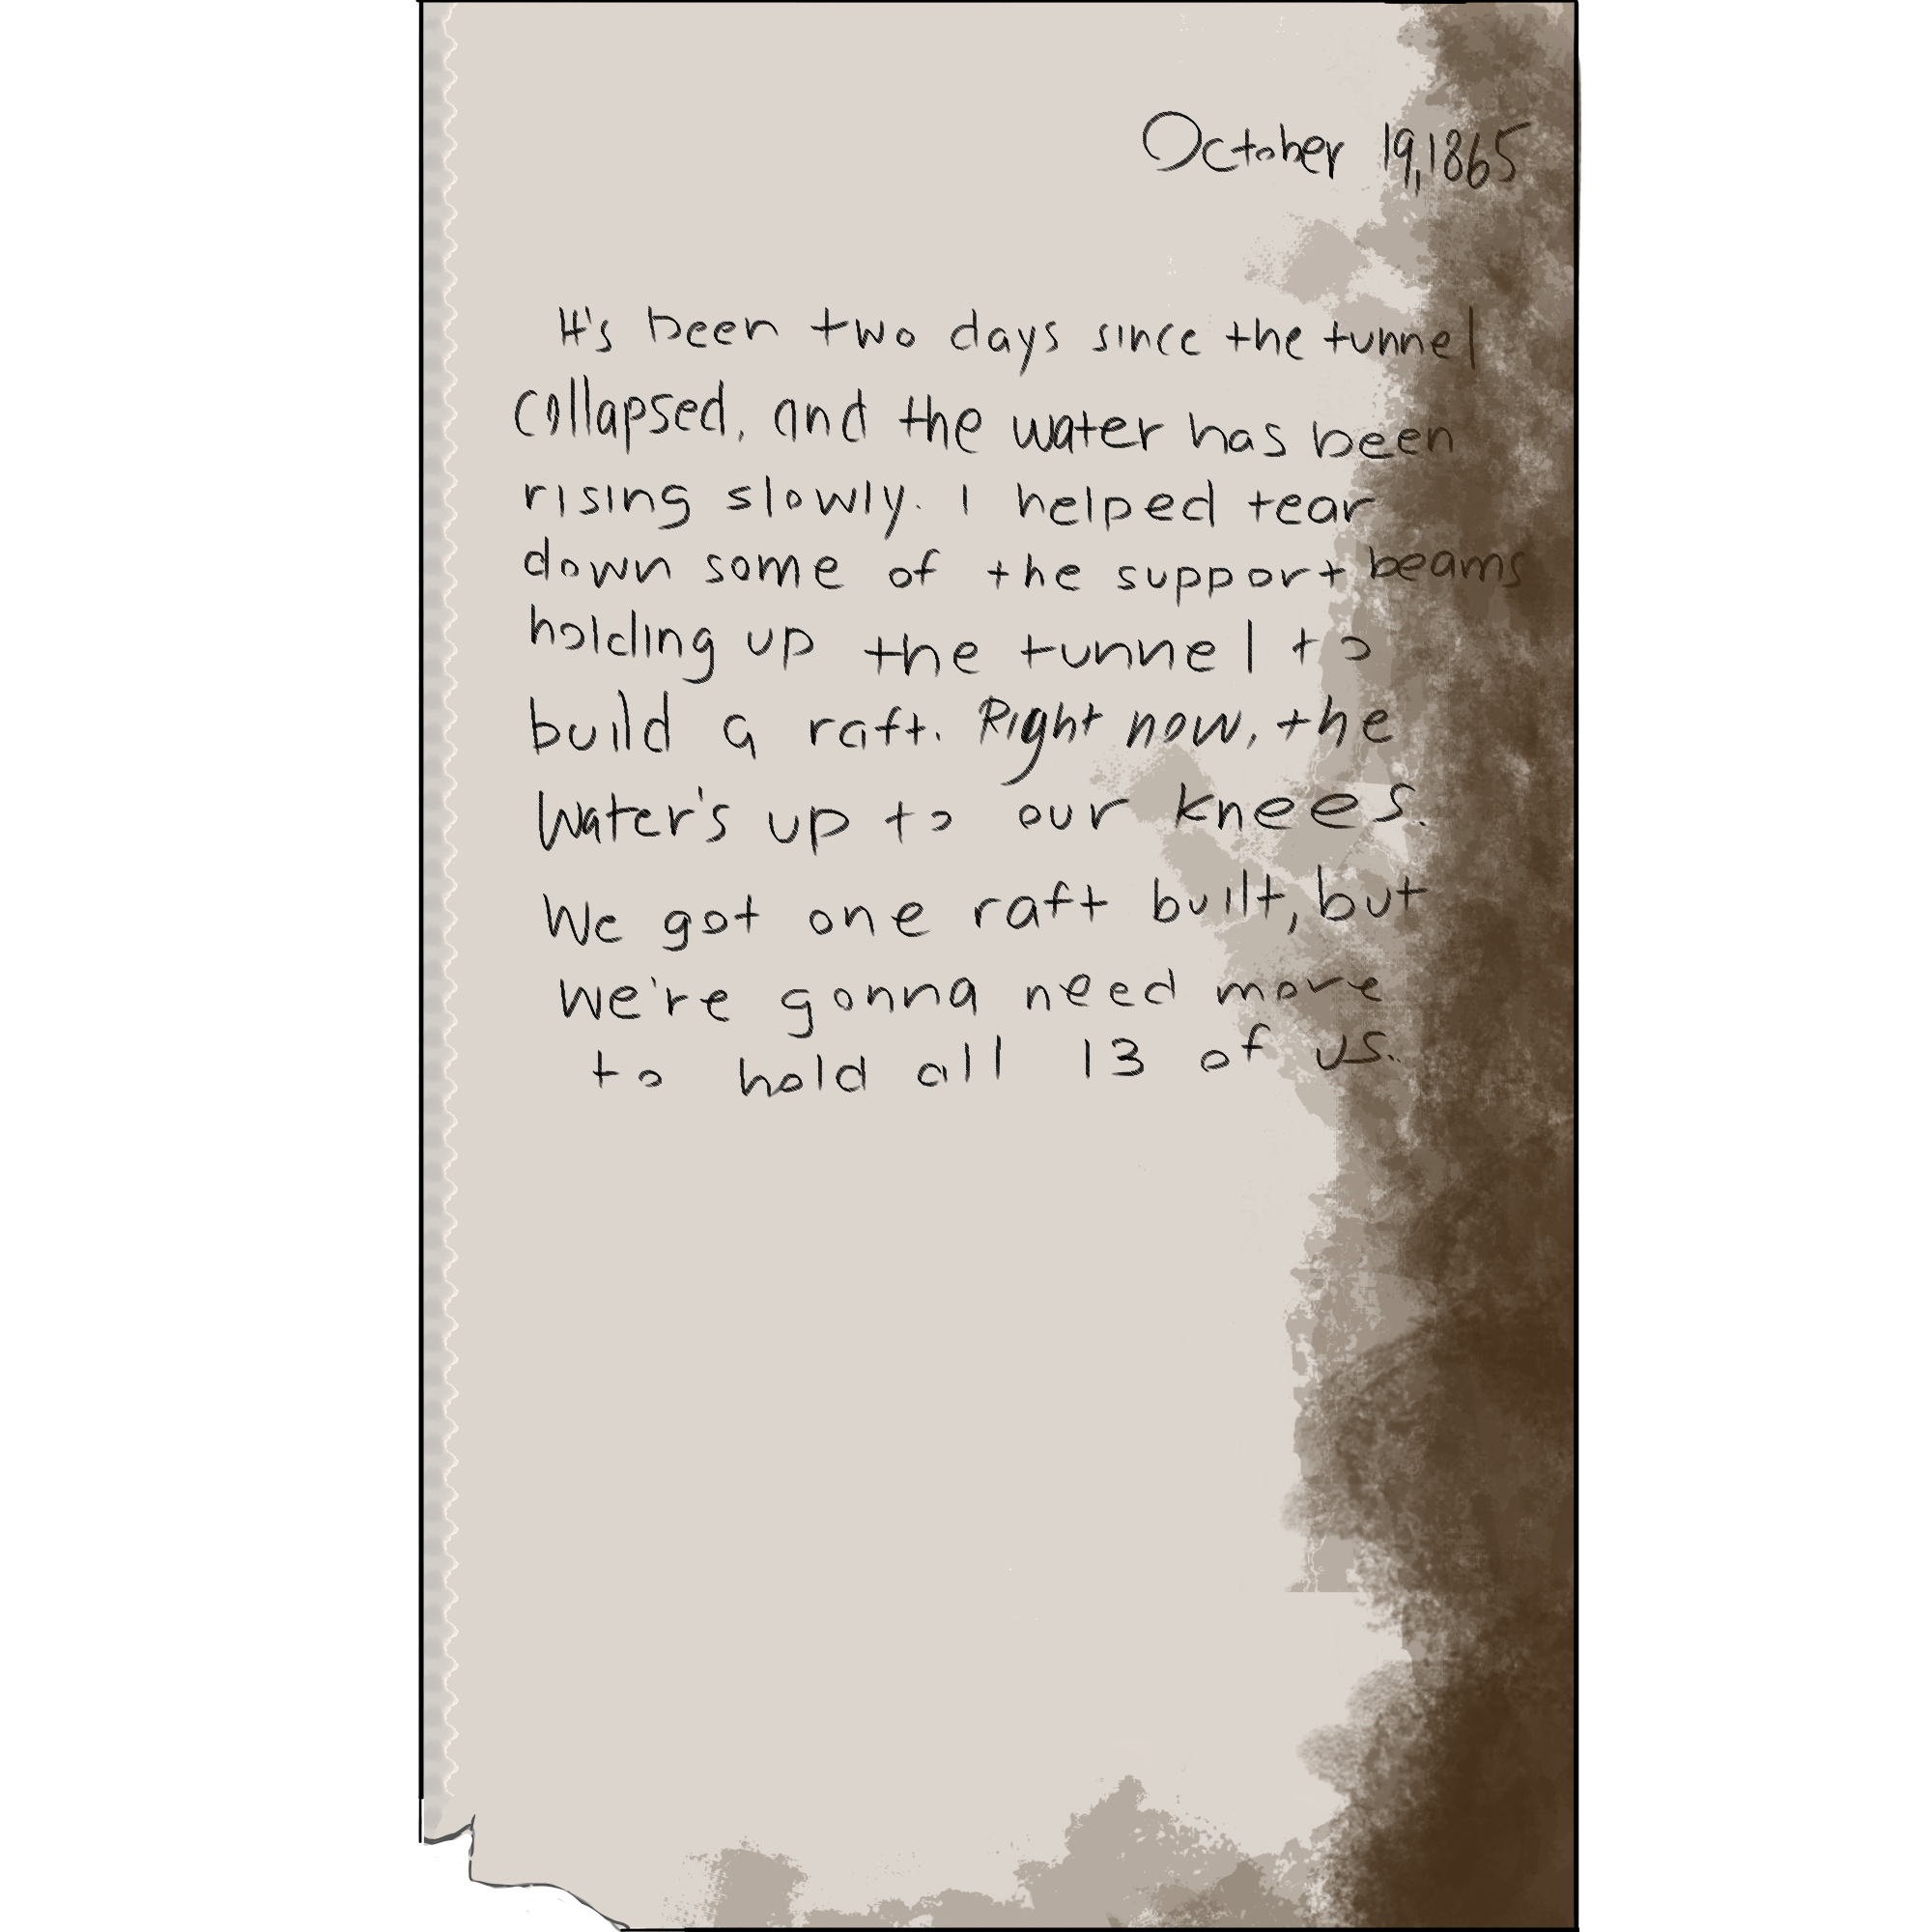 October 19, 1865
It's been two days since the tunnel
collapsed, and the water has been
rising slowly. I helped tear
down some of the support beams
holding up the tunnel to
build a raft. Right now, the
water's up to our knees.
We got one raft built, but
we're gonna need more
to hold all 13 of us..